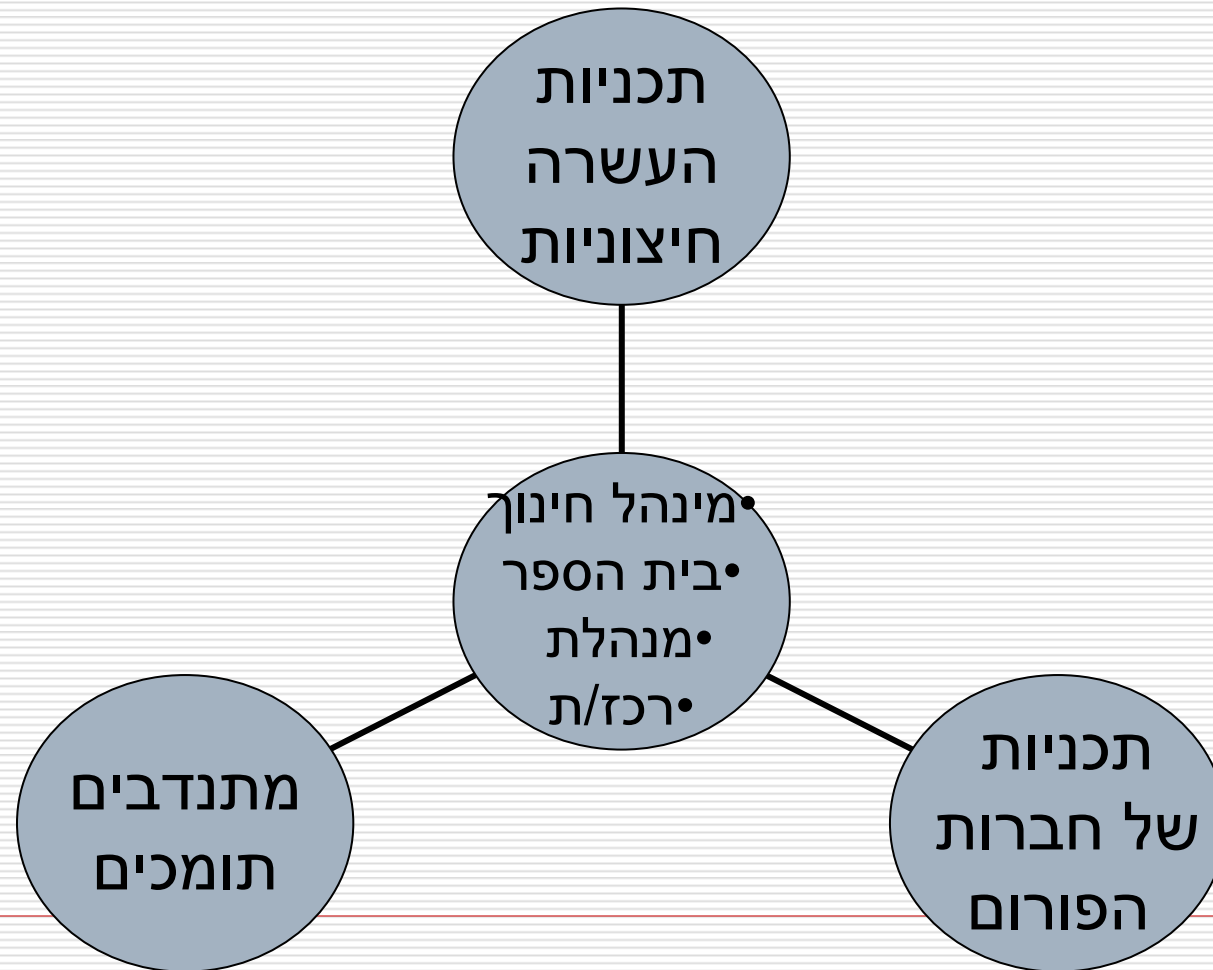 תכניות
העשרה
חיצוניות
•מינהל חינוך
•בית הספר
•מנהלת
•רכז/ת
תכניות
של חברות
הפורום
מתנדבים
תומכים